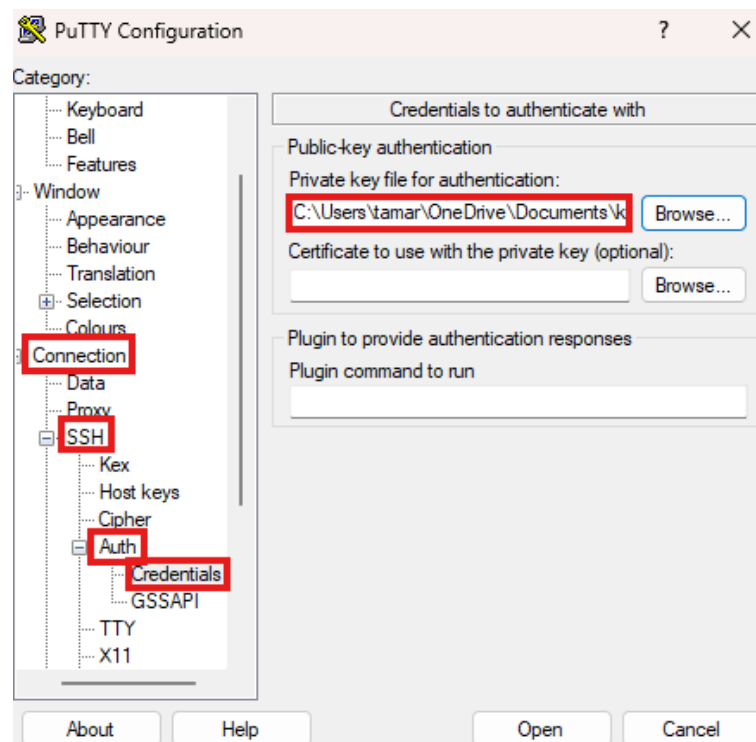 PuTTY Configuration
?
Category:
Keyboard
Bell
Features
Window
Appearance
Behaviour
Translation
Selection
Colours
Connection
Data
Proxy
SSH
Kex
Host keys
Cipher
Auth
Credentials
GSSAPI
TTY
X11
Credentials to authenticate with
Public-key authentication
Private key file for authentication:
C:\Users\tamar\OneDrive\Documents\k
Browse...
Certificate to use with the private key (optional):
Browse...
Plugin to provide authentication responses
Plugin command to run
About
Help
Open
Cancel